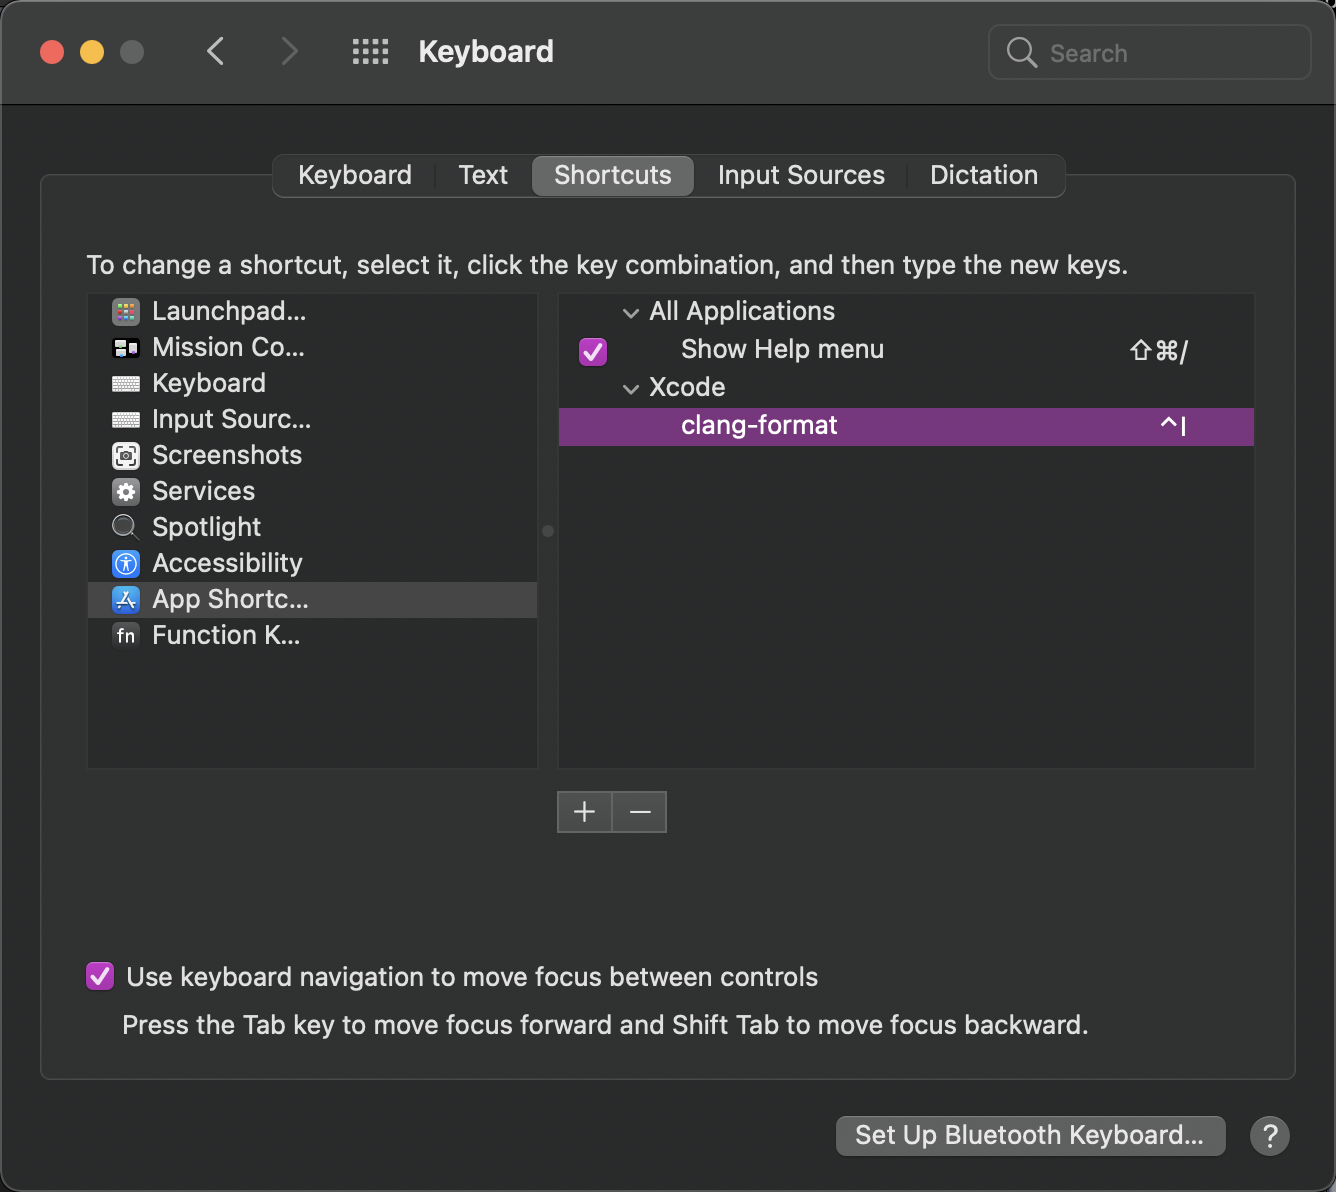 Keyboard
Search
Keyboard Text Shortcuts Input Sources Dictation
To change a shortcut, select it, click the key combination, and then type the new keys.
Launchpad...
Mission Co...
Keyboard
Input Sourc...
Screenshots
Services
Spotlight
Accessibility
App Shortc...
fn Function K...
All Applications
Show Help menu ⇧⌘/
Xcode
clang-format ^|
Use keyboard navigation to move focus between controls
Press the Tab key to move focus forward and Shift Tab to move focus backward.
Set Up Bluetooth Keyboard... ?